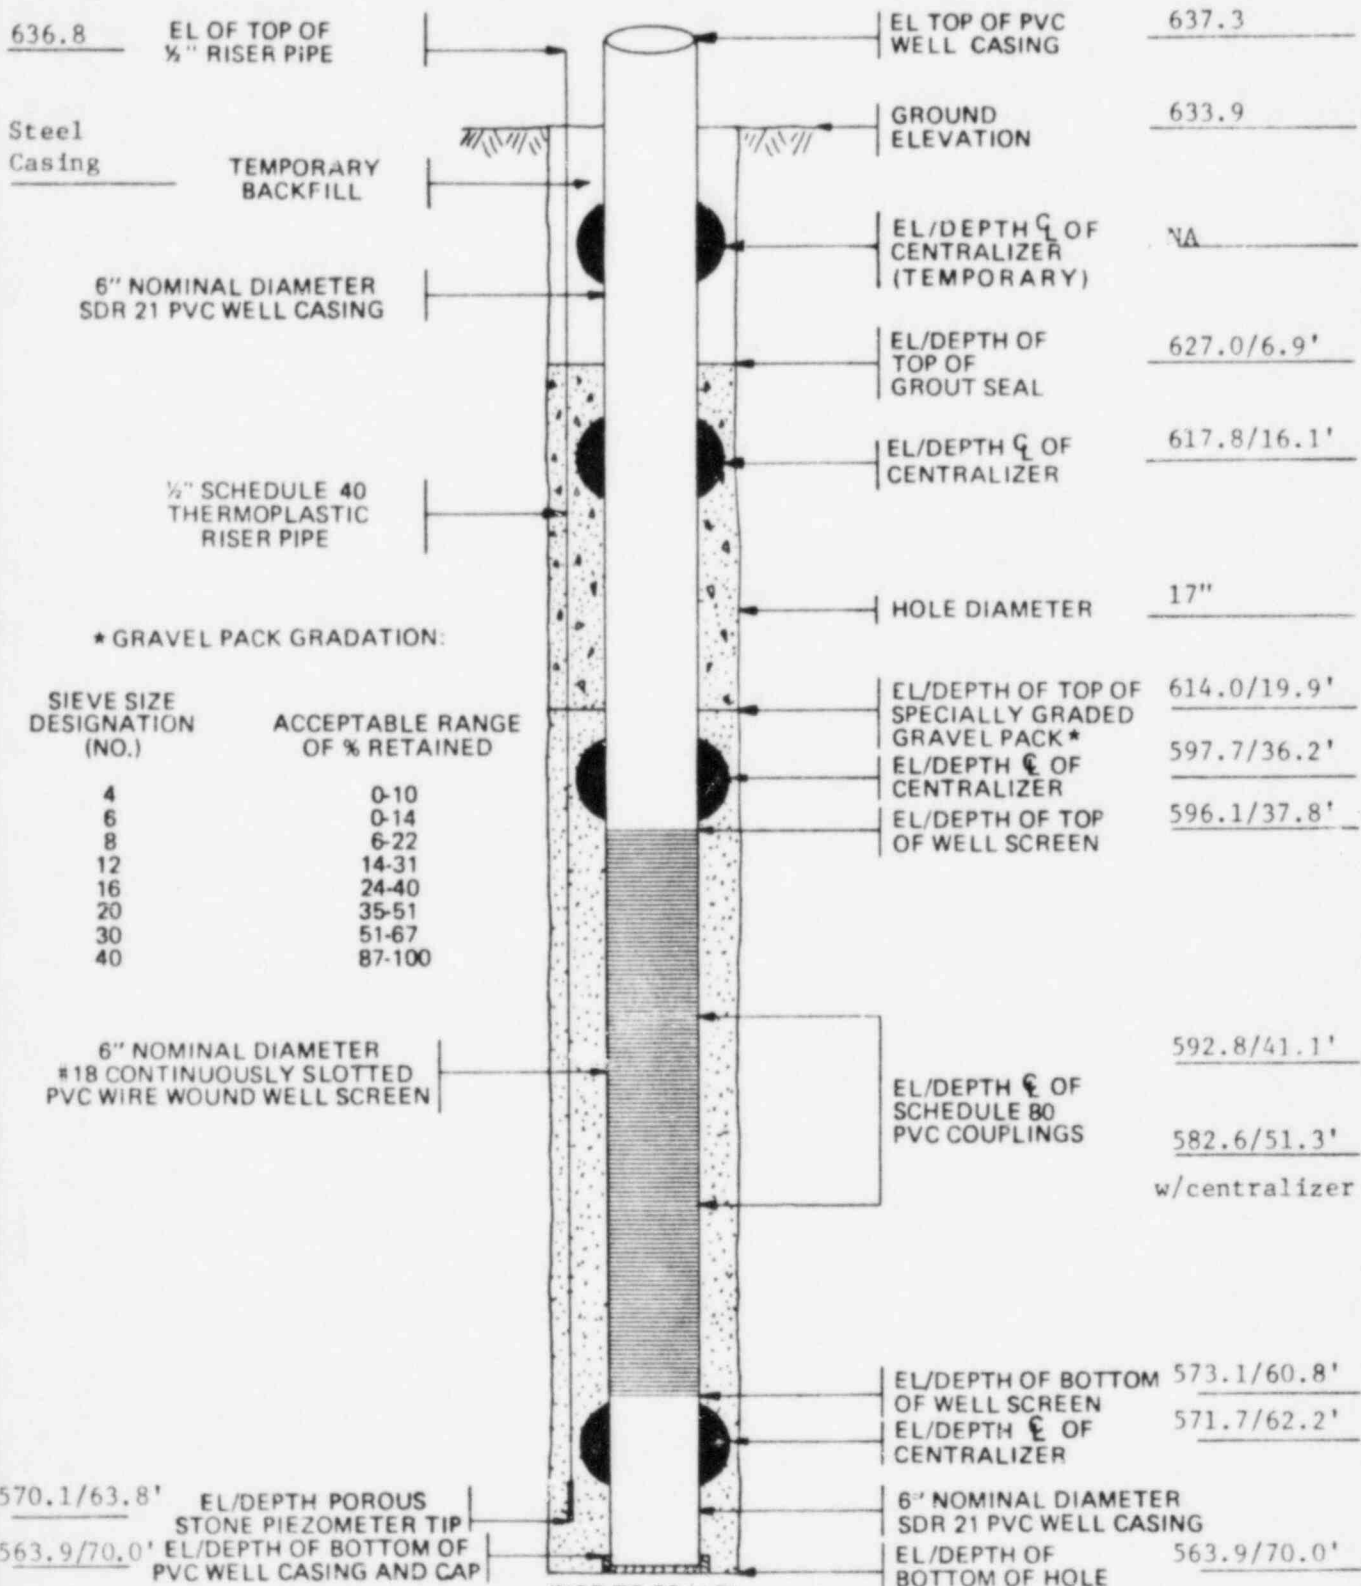 636.8
EL OF TOP OF
½" RISER PIPE
EL TOP OF PVC
WELL CASING
637.3
Steel
Casing
TEMPORARY
BACKFILL
GROUND
ELEVATION
633.9
EL/DEPTH ℄ OF
CENTRALIZER
(TEMPORARY)
NA
6" NOMINAL DIAMETER
SDR 21 PVC WELL CASING
EL/DEPTH OF
TOP OF
GROUT SEAL
627.0/6.9'
EL/DEPTH ℄ OF
CENTRALIZER
617.8/16.1'
½" SCHEDULE 40
THERMOPLASTIC
RISER PIPE
HOLE DIAMETER
17"
* GRAVEL PACK GRADATION:
SIEVE SIZE
DESIGNATION
(NO.)
ACCEPTABLE RANGE
OF % RETAINED
4 0-10
6 0-14
8 6-22
12 14-31
16 24-40
20 35-51
30 51-67
40 87-100
EL/DEPTH OF TOP OF
SPECIALLY GRADED
GRAVEL PACK*
614.0/19.9'
EL/DEPTH ℄ OF
CENTRALIZER
597.7/36.2'
EL/DEPTH OF TOP
OF WELL SCREEN
596.1/37.8'
6" NOMINAL DIAMETER
#18 CONTINUOUSLY SLOTTED
PVC WIRE WOUND WELL SCREEN
EL/DEPTH ℄ OF
SCHEDULE 80
PVC COUPLINGS
592.8/41.1'
582.6/51.3'
w/centralizer
EL/DEPTH OF BOTTOM
OF WELL SCREEN
573.1/60.8'
EL/DEPTH ℄ OF
CENTRALIZER
571.7/62.2'
570.1/63.8'
EL/DEPTH POROUS
STONE PIEZOMETER TIP
6" NOMINAL DIAMETER
SDR 21 PVC WELL CASING
563.9/70.0'
EL/DEPTH OF BOTTOM OF
PVC WELL CASING AND CAP
EL/DEPTH OF
BOTTOM OF HOLE
563.9/70.0'